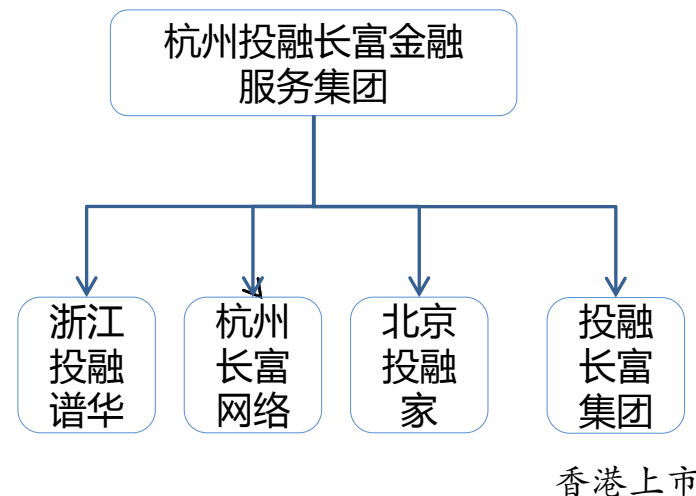 杭州投融长富金融
服务集团
浙江
投融
谱华
杭州
长富
网络
北京
投融
家
投融
长富
集团
香港上市